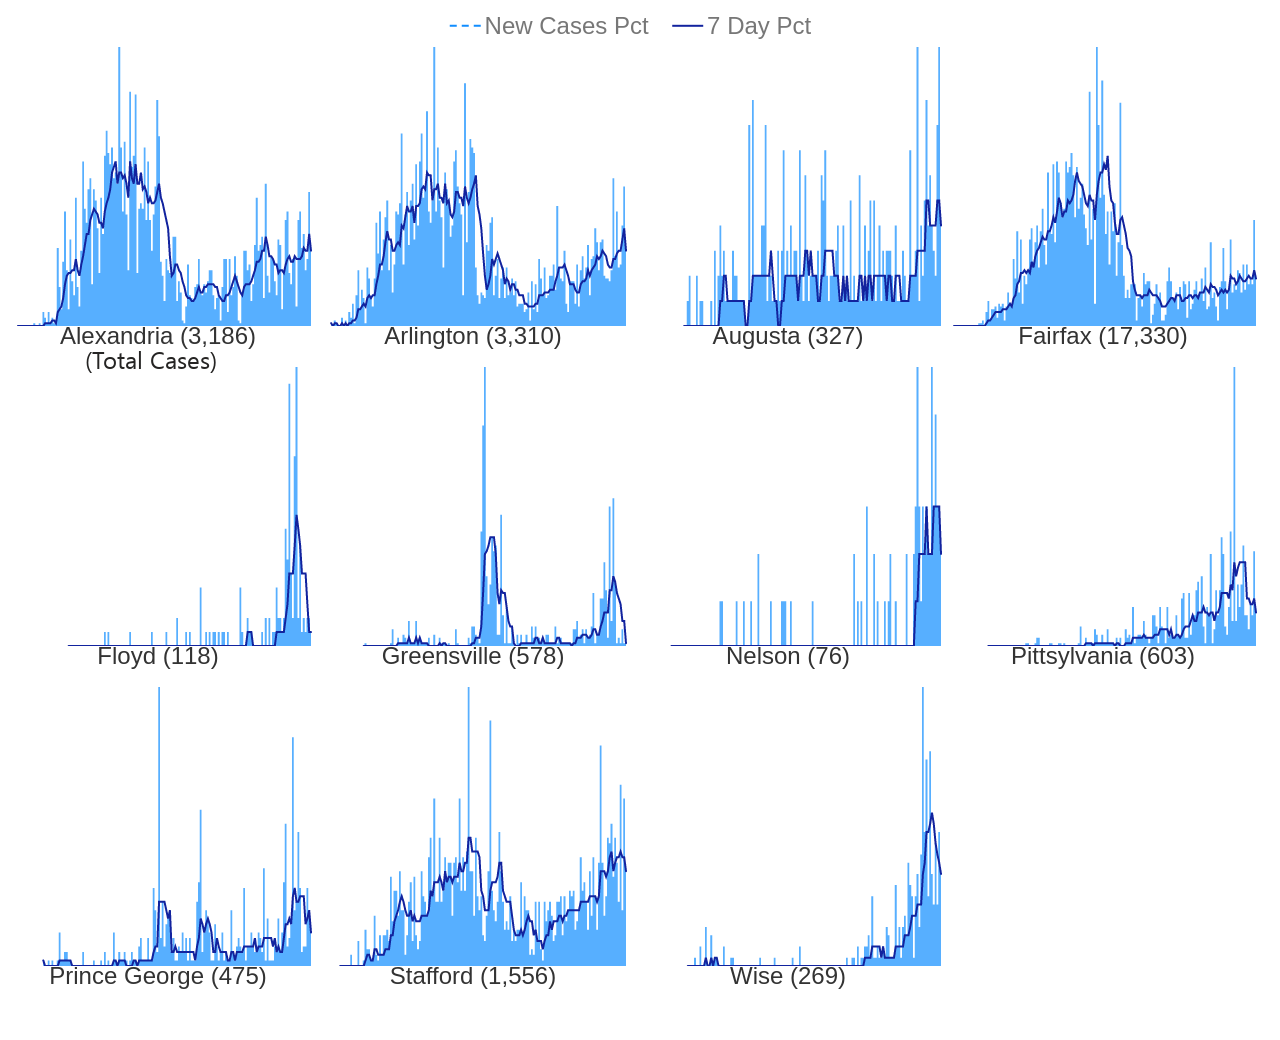 New Cases Pct 7 Day Pct
Alexandria (3,186) Arlington (3,310) Augusta (327) Fairfax (17,330)
(Total Cases)
Floyd (118) Greensville (578) Nelson (76) Pittsylvania (603)
Prince George (475) Stafford (1,556) Wise (269)